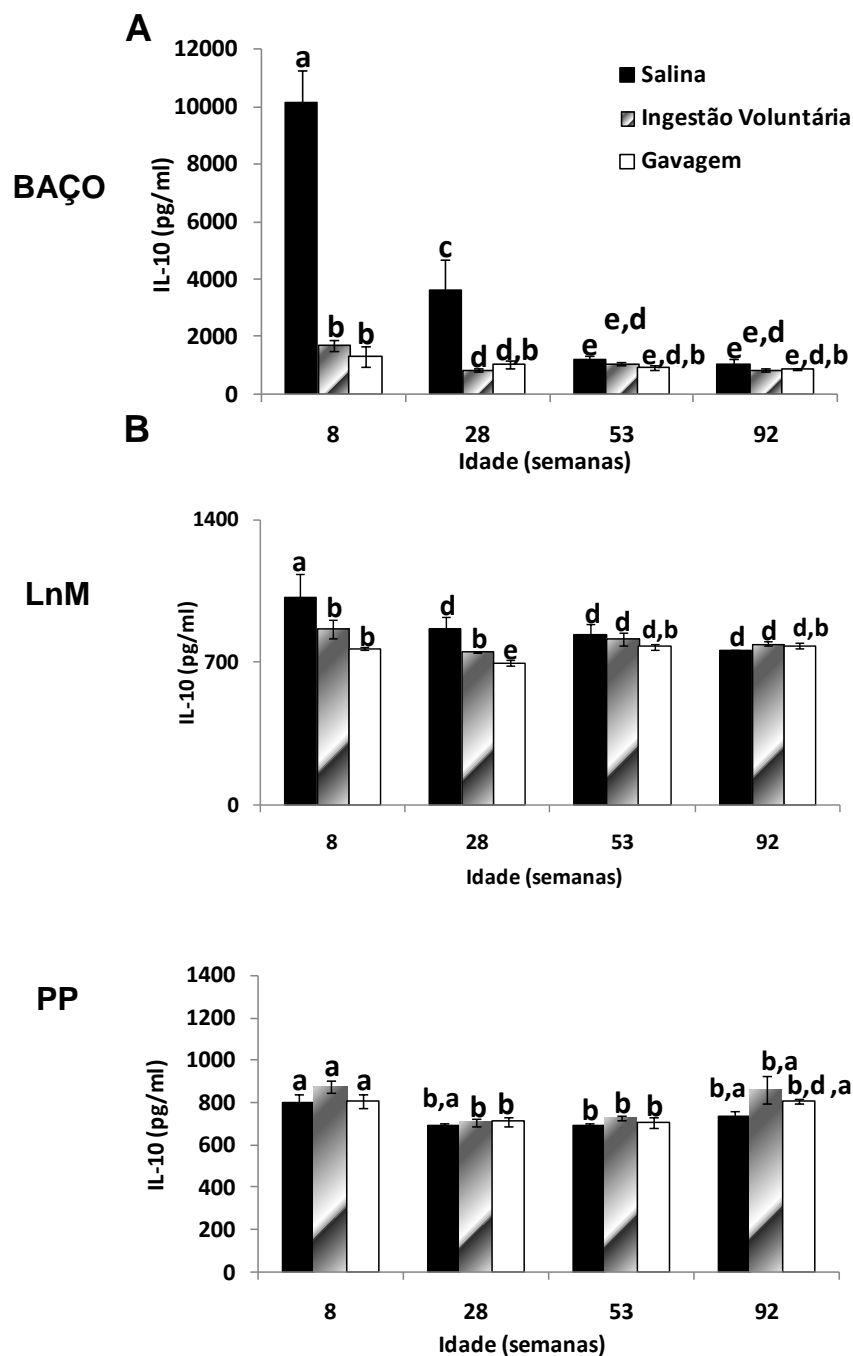 A
BAÇO
IL-10 (pg/ml)
12000
10000
8000
6000
4000
2000
0
a
b
b
c
d
d,b
e
e,d
e,d,b
e
e,d
e,d,b
Salina
Ingestão Voluntária
Gavagem
8 28 53 92
Idade (semanas)
B
LnM
IL-10 (pg/ml)
1400
700
0
a
b
b
d
b
e
d
d
d,b
d
d
d,b
8 28 53 92
Idade (semanas)
PP
IL-10 (pg/ml)
1400
1200
1000
800
600
400
200
0
a
a
a
b,a
b
b
b
b
b
b,a
b,a
b,d ,a
8 28 53 92
Idade (semanas)